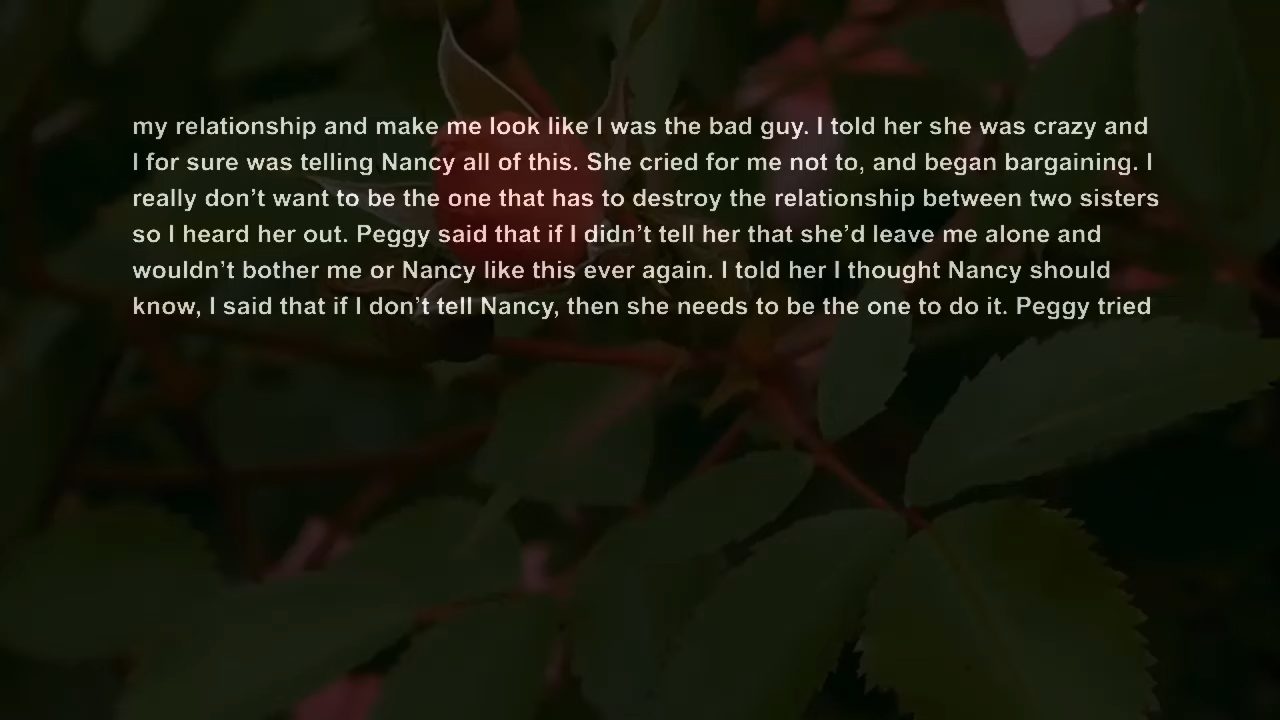 my relationship and make me look like I was the bad guy. I told her she was crazy and
I for sure was telling Nancy all of this. She cried for me not to, and began bargaining. I
really don’t want to be the one that has to destroy the relationship between two sisters
so I heard her out. Peggy said that if I didn’t tell her that she’d leave me alone and
wouldn’t bother me or Nancy like this ever again. I told her I thought Nancy should
know, I said that if I don’t tell Nancy, then she needs to be the one to do it. Peggy tried